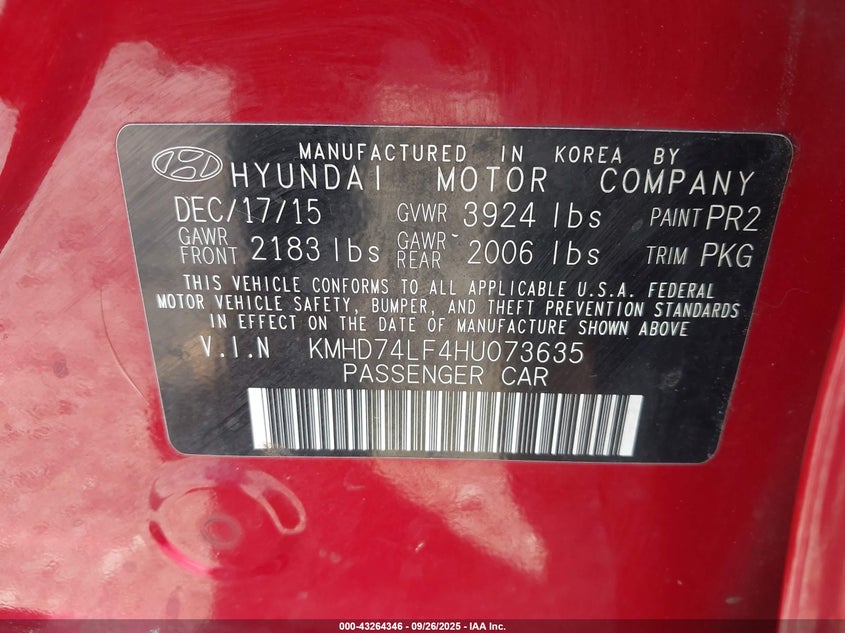 MANUFACTURED IN KOREA BY
HYUNDAI MOTOR COMPANY
DEC/17/15 GVWR 3924 lbs PAINT PR2
GAWR FRONT 2183 lbs GAWR REAR 2006 lbs TRIM PKG
THIS VEHICLE CONFORMS TO ALL APPLICABLE U.S.A. FEDERAL
MOTOR VEHICLE SAFETY, BUMPER, AND THEFT PREVENTION STANDARDS
IN EFFECT ON THE DATE OF MANUFACTURE SHOWN ABOVE
V.I.N KMHD74LF4HU073635
PASSENGER CAR
000-43264346 - 09/26/2025 - IAA Inc.